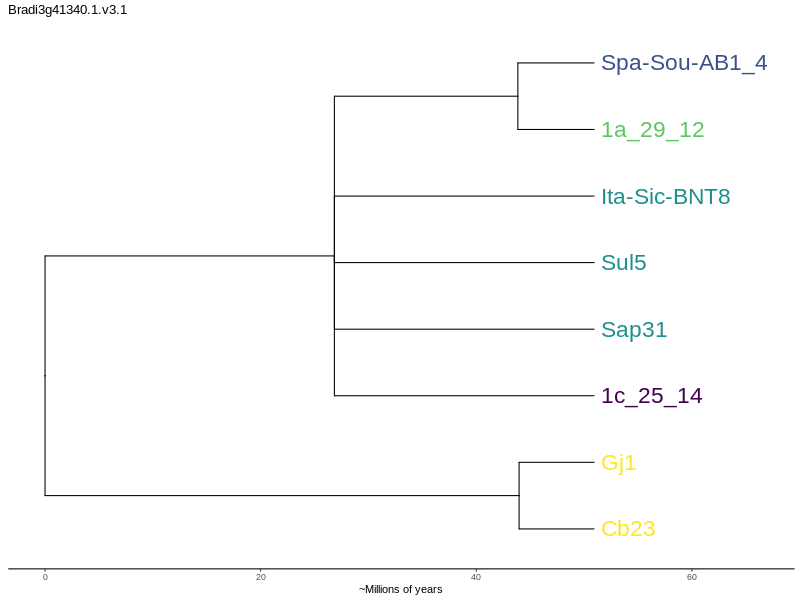 Bradi3g41340.1.v3.1
Spa-Sou-AB1_4
1a_29_12
Ita-Sic-BNT8
Sul5
Sap31
1c_25_14
Gj1
Cb23
0 20 40 60
~Millions of years